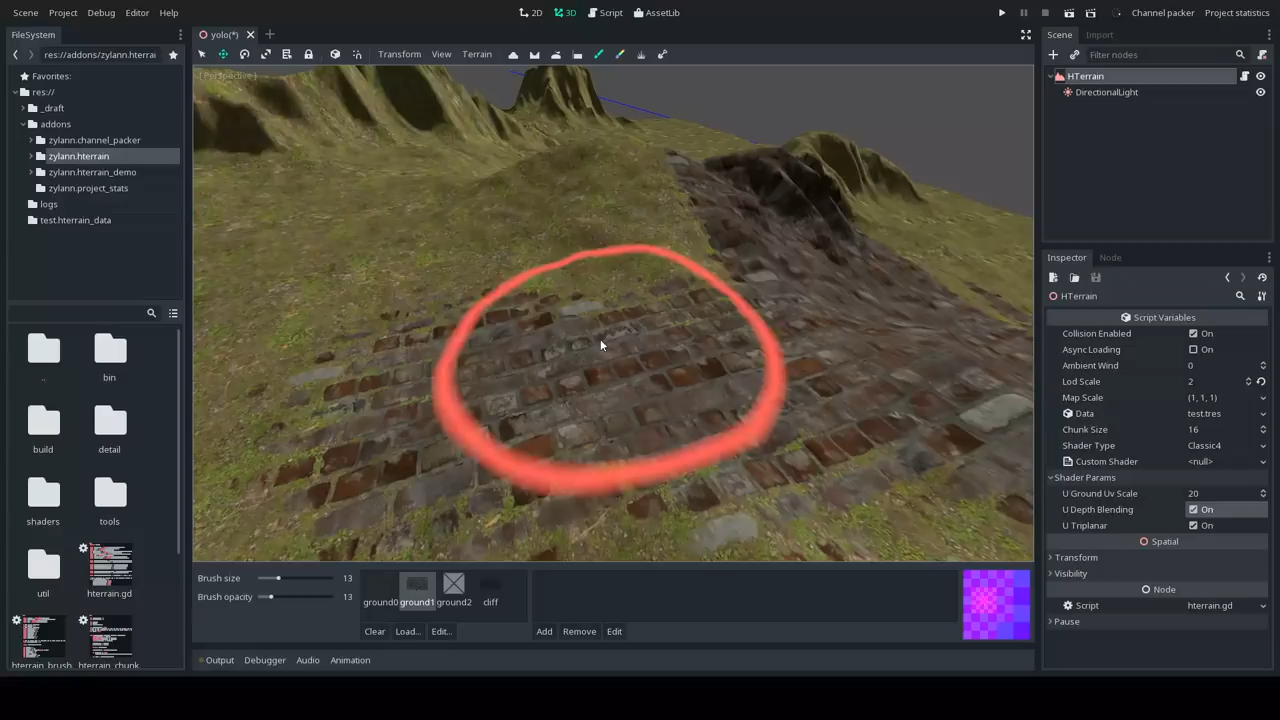 Scene Project Debug Editor Help
2D 3D Script AssetLib
Channel packer Project statistics
FileSystem
res://addons/zylann.hterrai
Favorites:
res://
_draft
addons
zylann.channel_packer
zylann.hterrain
zylann.hterrain_demo
zylann.project_stats
logs
test.hterrain_data
..
bin
build
detail
shaders
tools
util
hterrain.gd
hterrain_brush.
hterrain_chunk.
yolo(*)
Transform View Terrain
[ Perspective ]
Brush size 13
Brush opacity 13
ground0 ground1 ground2 cliff
Clear Load... Edit...
Add Remove Edit
Output Debugger Audio Animation
Scene Import
Filter nodes
HTerrain
DirectionalLight
Inspector Node
HTerrain
Script Variables
Collision Enabled On
Async Loading On
Ambient Wind 0
Lod Scale 2
Map Scale (1, 1, 1)
Data test.tres
Chunk Size 16
Shader Type Classic4
Custom Shader <null>
Shader Params
U Ground Uv Scale 20
U Depth Blending On
U Triplanar On
Spatial
Transform
Visibility
Node
Script hterrain.gd
Pause